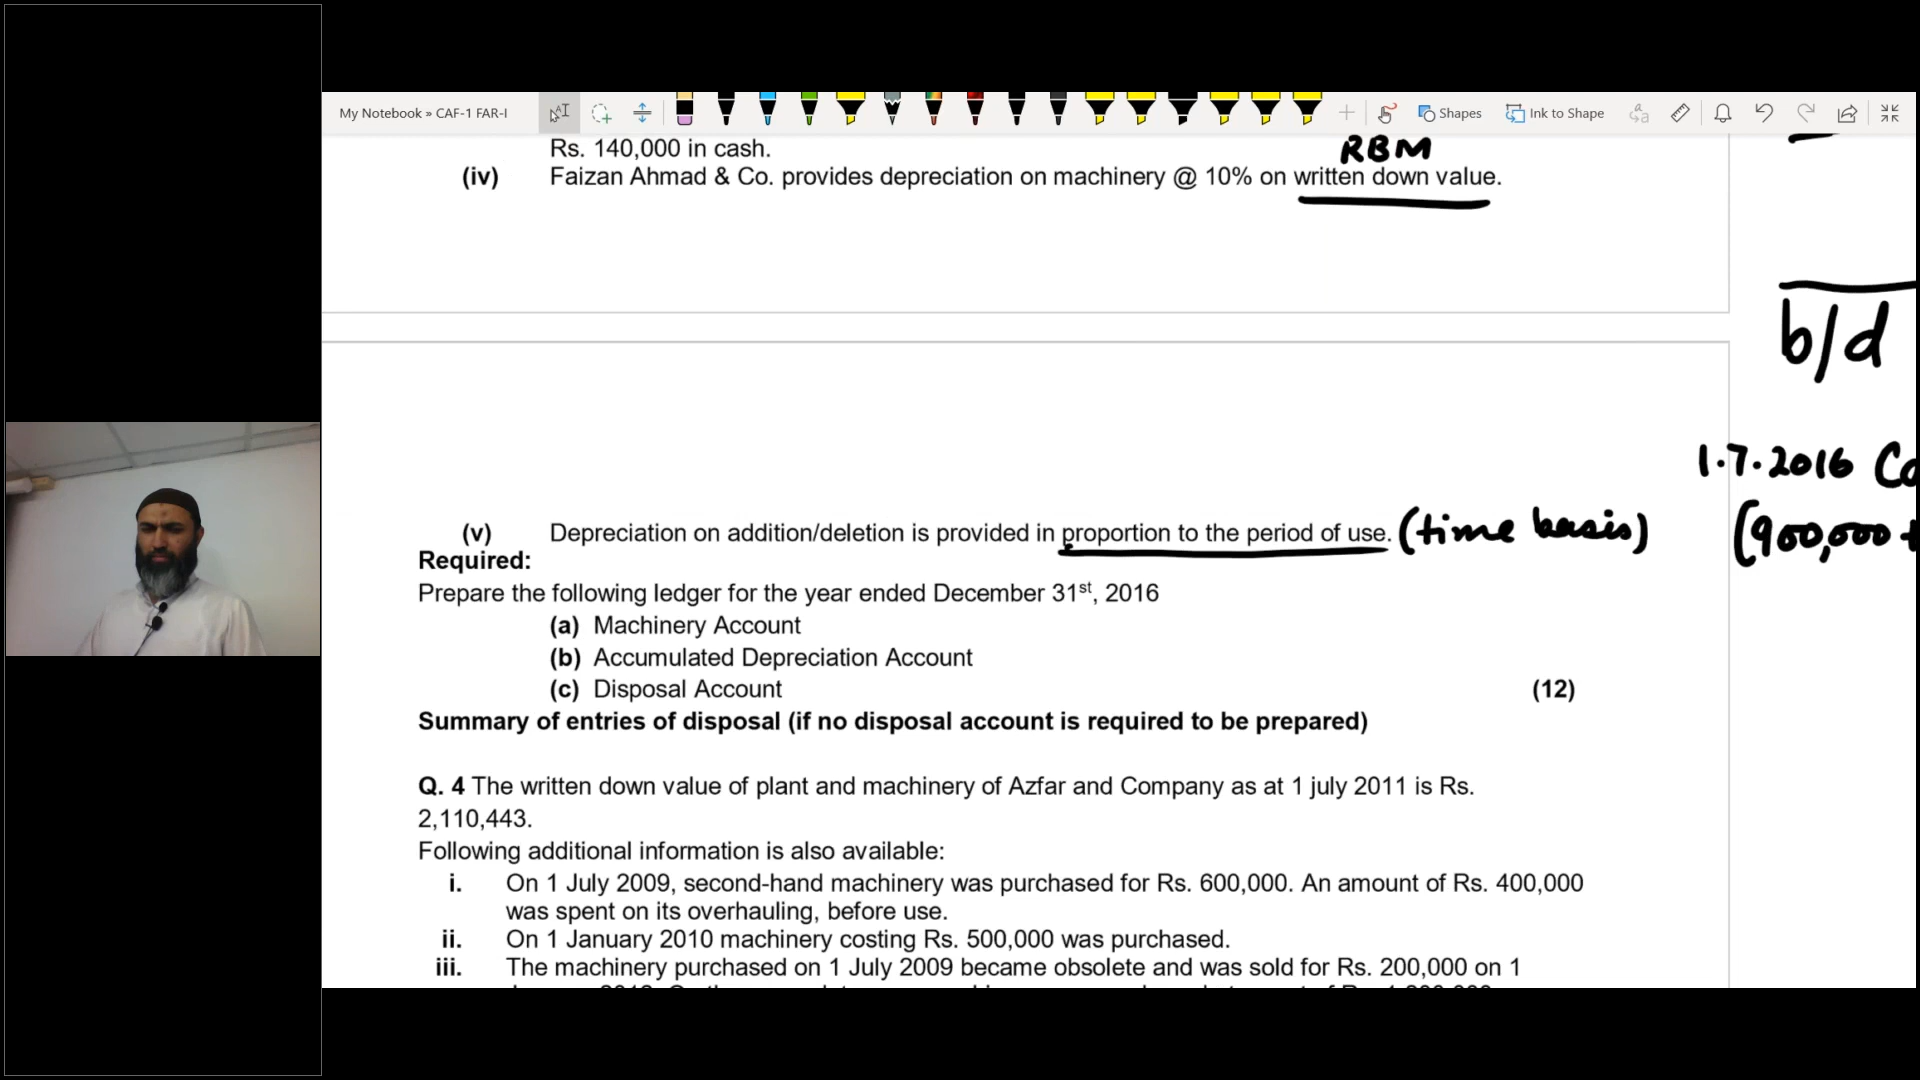 My Notebook » CAF-1 FAR-I
Shapes
Ink to Shape
Rs. 140,000 in cash.
RBM
(iv) Faizan Ahmad & Co. provides depreciation on machinery @ 10% on written down value.
b/d
1.7.2016
(v) Depreciation on addition/deletion is provided in proportion to the period of use. (time basis)
(900,000 +
Required:
Prepare the following ledger for the year ended December 31st, 2016
(a) Machinery Account
(b) Accumulated Depreciation Account
(c) Disposal Account (12)
Summary of entries of disposal (if no disposal account is required to be prepared)
Q. 4 The written down value of plant and machinery of Azfar and Company as at 1 july 2011 is Rs.
2,110,443.
Following additional information is also available:
i. On 1 July 2009, second-hand machinery was purchased for Rs. 600,000. An amount of Rs. 400,000
was spent on its overhauling, before use.
ii. On 1 January 2010 machinery costing Rs. 500,000 was purchased.
iii. The machinery purchased on 1 July 2009 became obsolete and was sold for Rs. 200,000 on 1